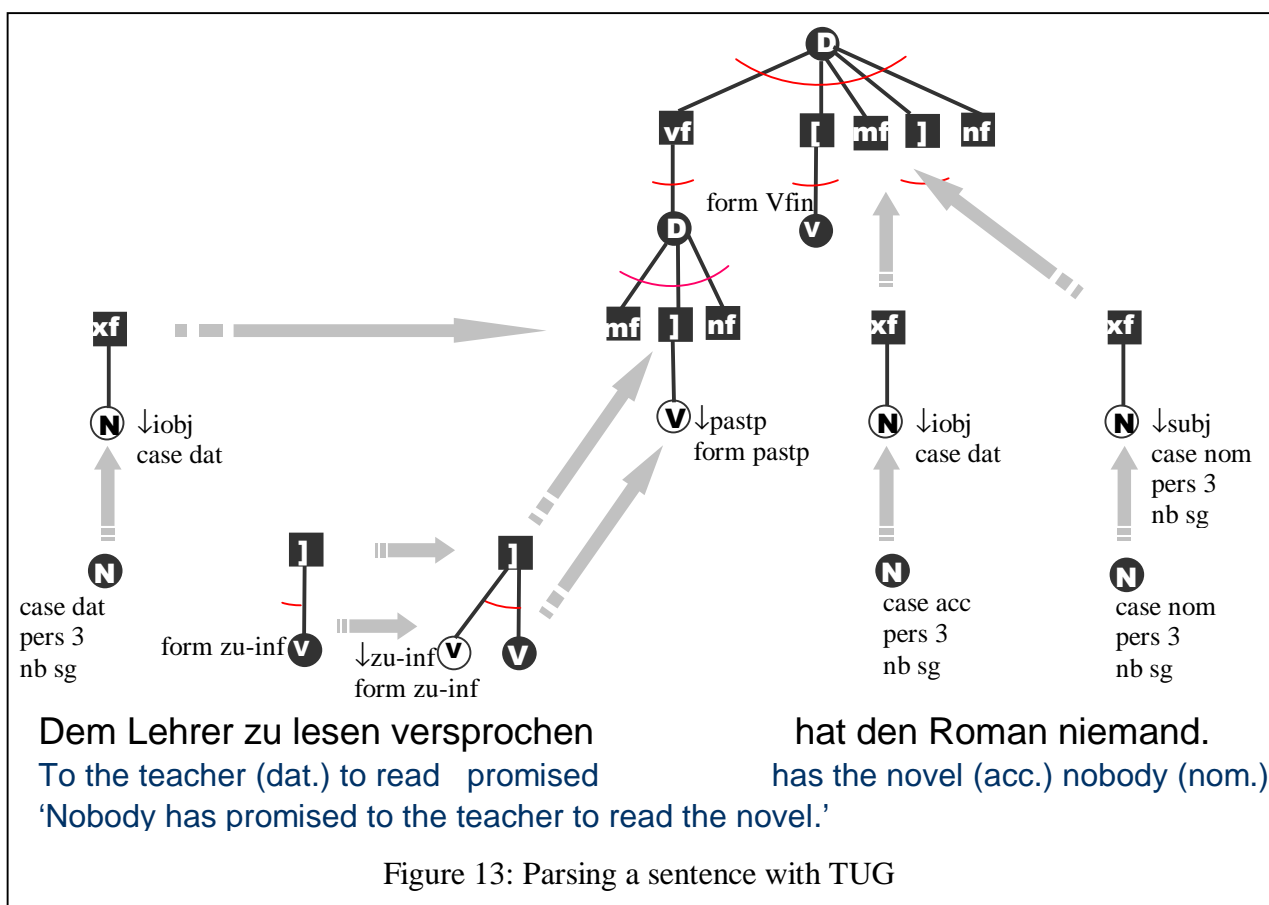 D
vf [ mf ] nf
form Vfin
D V
xf mf ] nf xf xf
N ↓iobj V ↓pastp N ↓iobj N ↓subj
case dat form pastp case dat case nom
pers 3
nb sg
] ]
N N N
case dat case acc case nom
pers 3 form zu-inf V ↓zu-inf V V pers 3 pers 3
nb sg form zu-inf nb sg nb sg
Dem Lehrer zu lesen versprochen hat den Roman niemand.
To the teacher (dat.) to read promised has the novel (acc.) nobody (nom.)
‘Nobody has promised to the teacher to read the novel.’
Figure 13: Parsing a sentence with TUG